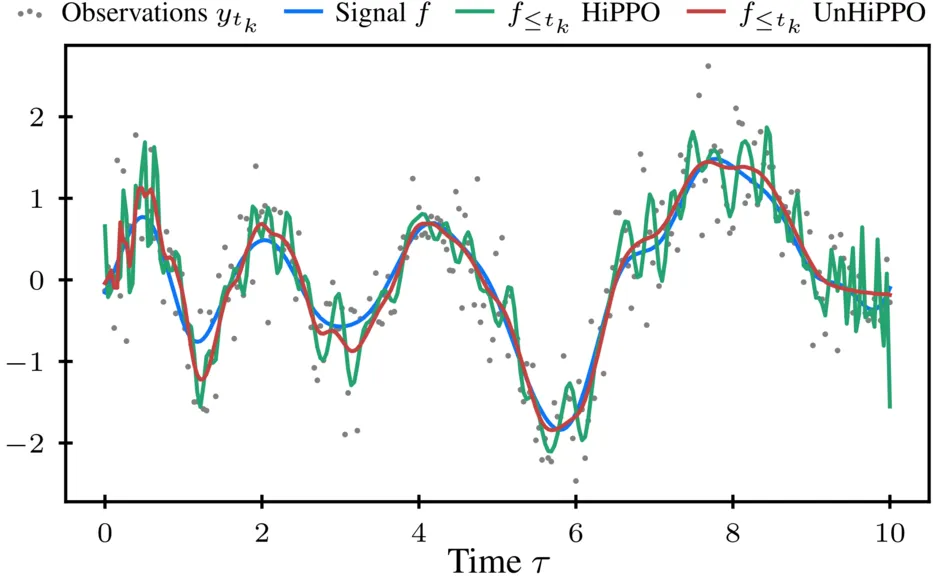 Observations y_{t_k} Signal f f_{≤t_k} HiPPO f_{≤t_k} UnHiPPO
2
1
0
−1
−2
0 2 4 6 8 10
Time τ